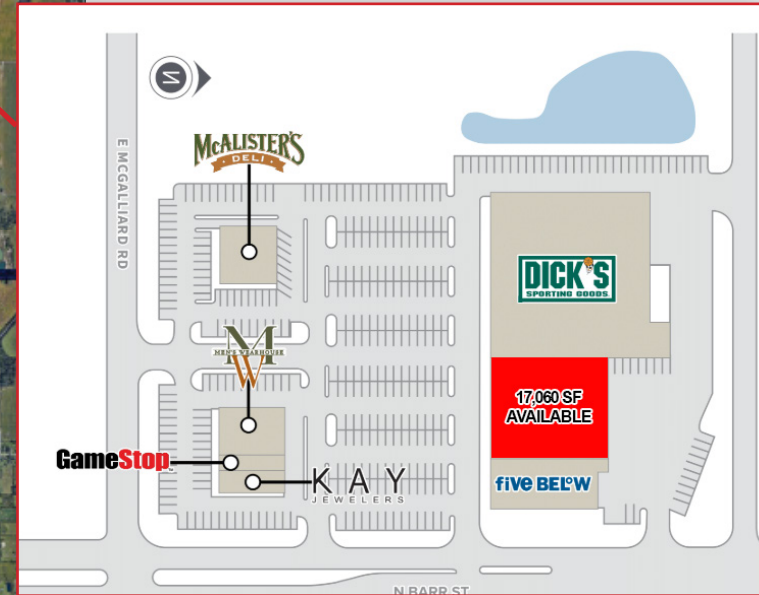 N
E MCGALLIARD RD
McALISTER'S
DELI
DICK'S
SPORTING GOODS
M
MEN'S WEARHOUSE
W
17,060 SF
AVAILABLE
GameStop
KAY
JEWELERS
fiVe BELOW
N BARR ST